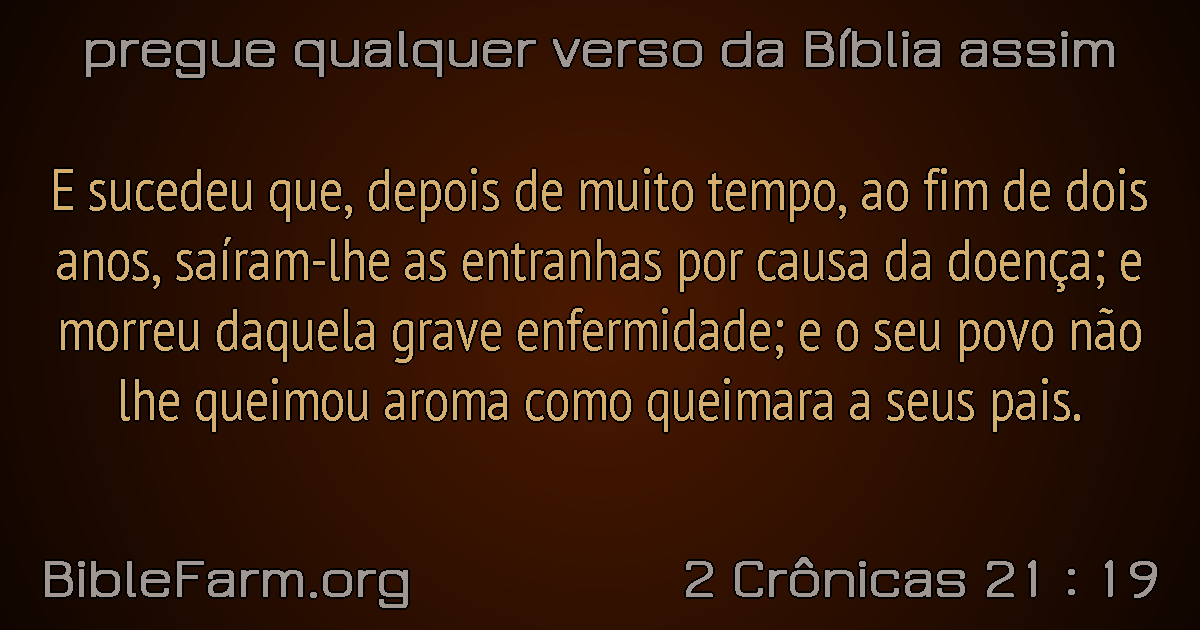 pregue qualquer verso da Bíblia assim
E sucedeu que, depois de muito tempo, ao fim de dois
anos, saíram-lhe as entranhas por causa da doença; e
morreu daquela grave enfermidade; e o seu povo não
lhe queimou aroma como queimara a seus pais.
BibleFarm.org
2 Crônicas 21 : 19